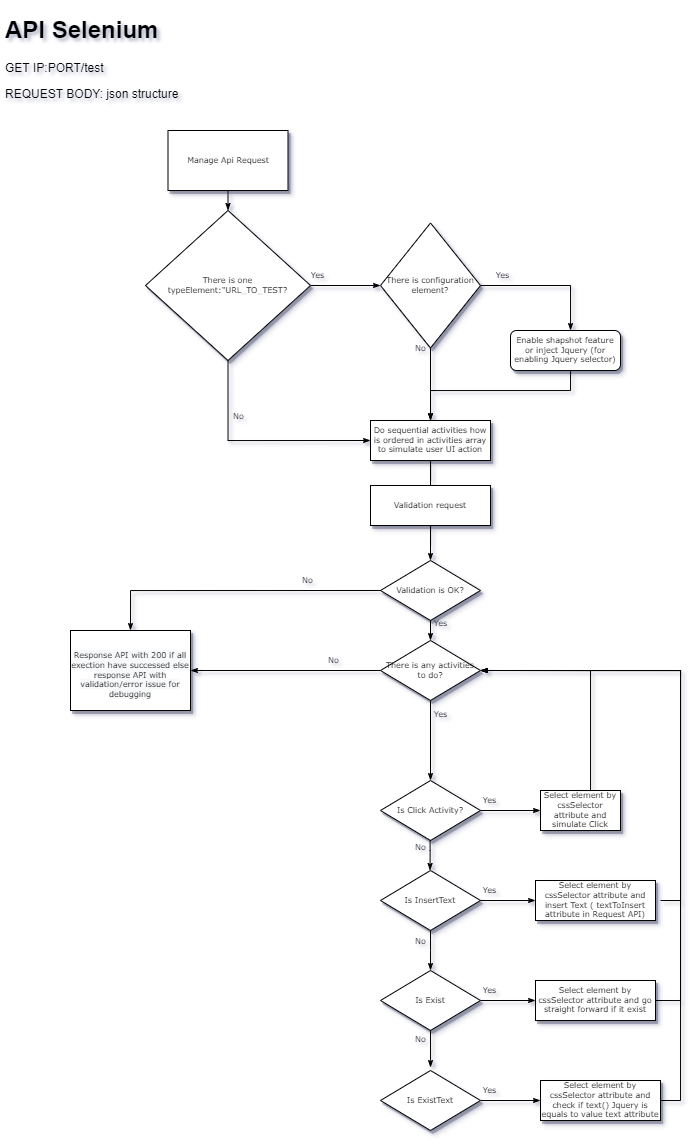 API Selenium
GET IP:PORT/test
REQUEST BODY: json structure
Manage Api Request
There is one
typeElement:"URL_TO_TEST?
Yes
There is configuration
element?
Yes
No
Enable shapshot feature
or inject Jquery (for
enabling Jquery selector)
No
Do sequential activities how
is ordered in activities array
to simulate user UI action
Validation request
Validation is OK?
No
Yes
Response API with 200 if all
exection have successed else
response API with
validation/error issue for
debugging
No
There is any activities
to do?
Yes
Is Click Activity?
Yes
Select element by
cssSelector
attribute and
simulate Click
No
Is InsertText
Yes
Select element by
cssSelector attribute and
insert Text ( textToInsert
attribute in Request API)
No
Is Exist
Yes
Select element by
cssSelector attribute and go
straight forward if it exist
No
Is ExistText
Yes
Select element by
cssSelector attribute and
check if text() Jquery is
equals to value text attribute